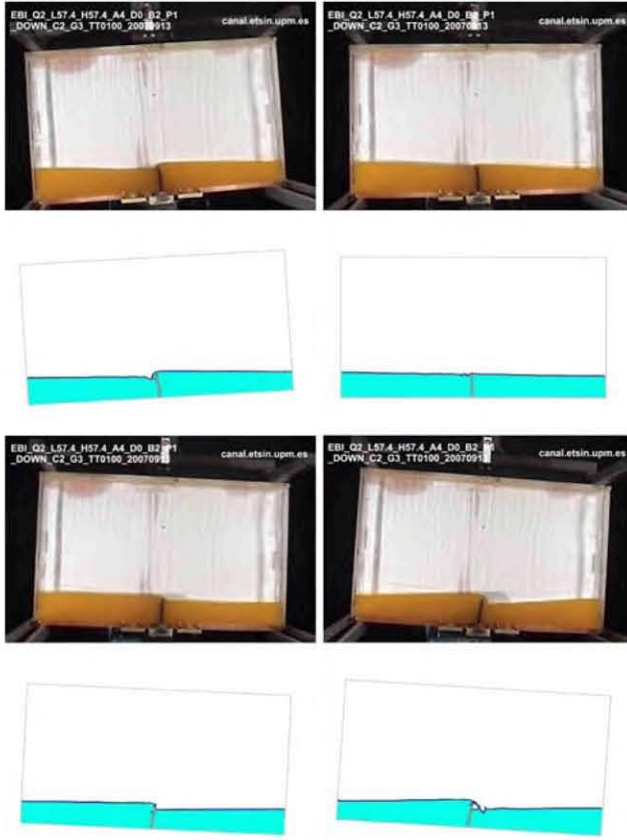 EBI_Q2_L57.4_H57.4_A4_D0_B2_P1
_DOWN_C2_G3_TT0100_20070913
canal.etsin.upm.es
EBI_Q2_L57.4_H57.4_A4_D0_B2_P1
_DOWN_C2_G3_TT0100_20070913
canal.etsin.upm.es
EBI_Q2_L57.4_H57.4_A4_D0_B2_P1
_DOWN_C2_G3_TT0100_20070913
canal.etsin.upm.es
EBI_Q2_L57.4_H57.4_A4_D0_B2
_DOWN_C2_G3_TT0100_20070913
canal.etsin.upm.es